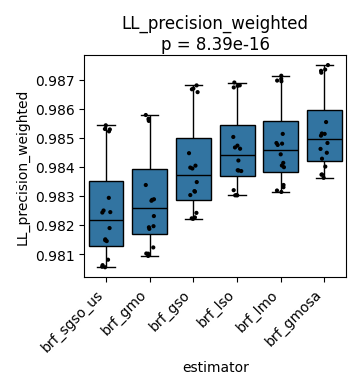 LL_precision_weighted
p = 8.39e-16
LL_precision_weighted
0.987
0.986
0.985
0.984
0.983
0.982
0.981
brf_sgso_us
brf_gmo
brf_gso
brf_lso
brf_lmo
brf_gmosa
estimator